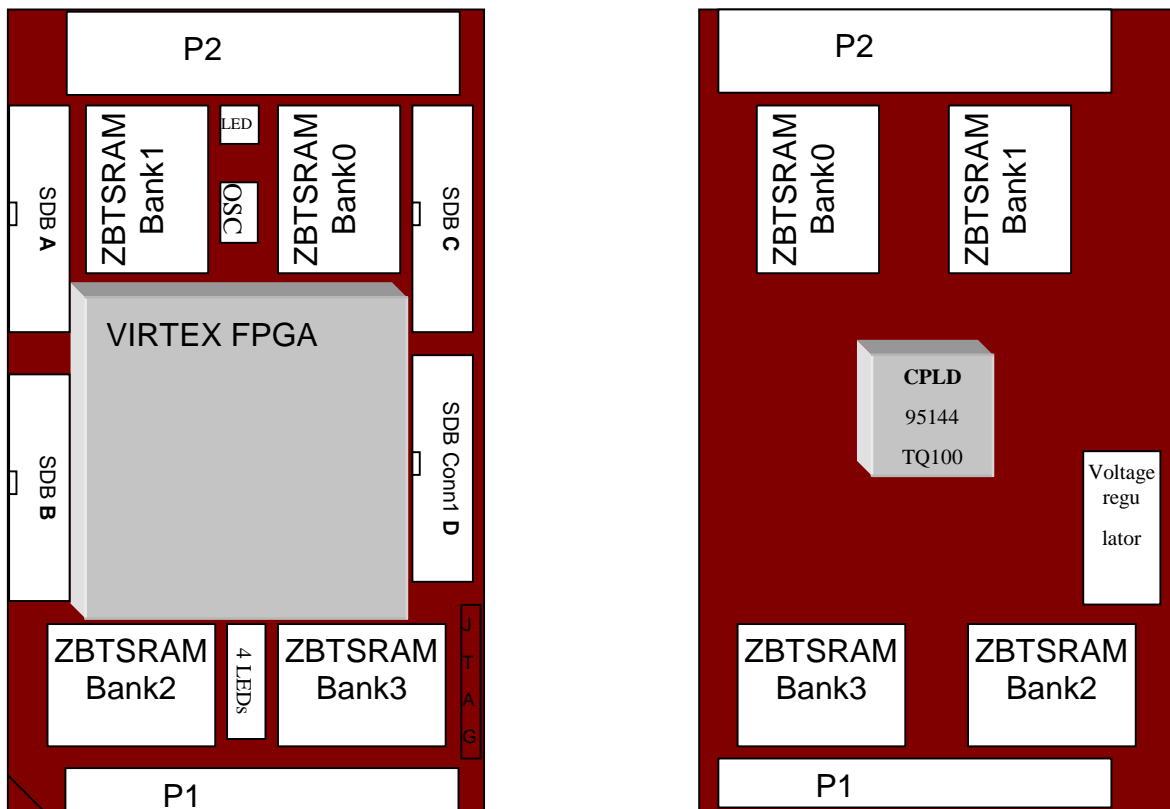 P2
LED
ZBTSRAM
Bank1
OSC
ZBTSRAM
Bank0
SDB A
SDB C
VIRTEX FPGA
SDB B
SDB Conn1 D
ZBTSRAM
Bank2
4 LEDs
ZBTSRAM
Bank3
J
T
A
G
P1
P2
ZBTSRAM
Bank0
ZBTSRAM
Bank1
CPLD
95144
TQ100
Voltage
regu
lator
ZBTSRAM
Bank3
ZBTSRAM
Bank2
P1